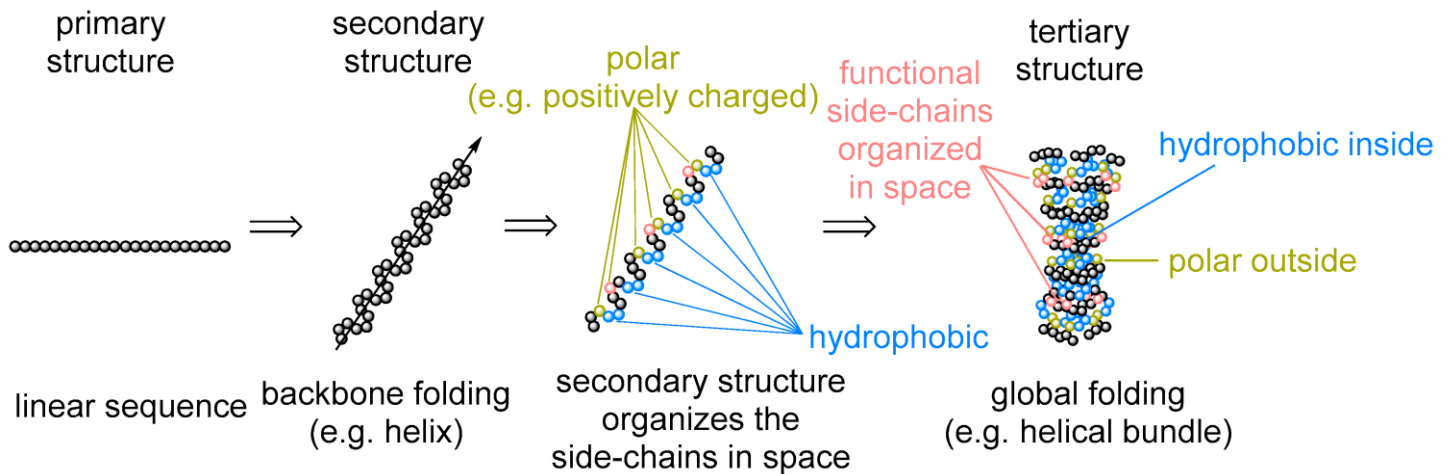 primary
structure
linear sequence
secondary
structure
backbone folding
(e.g. helix)
polar
(e.g. positively charged)
hydrophobic
secondary structure
organizes the
side-chains in space
functional
side-chains
organized
in space
tertiary
structure
hydrophobic inside
polar outside
global folding
(e.g. helical bundle)